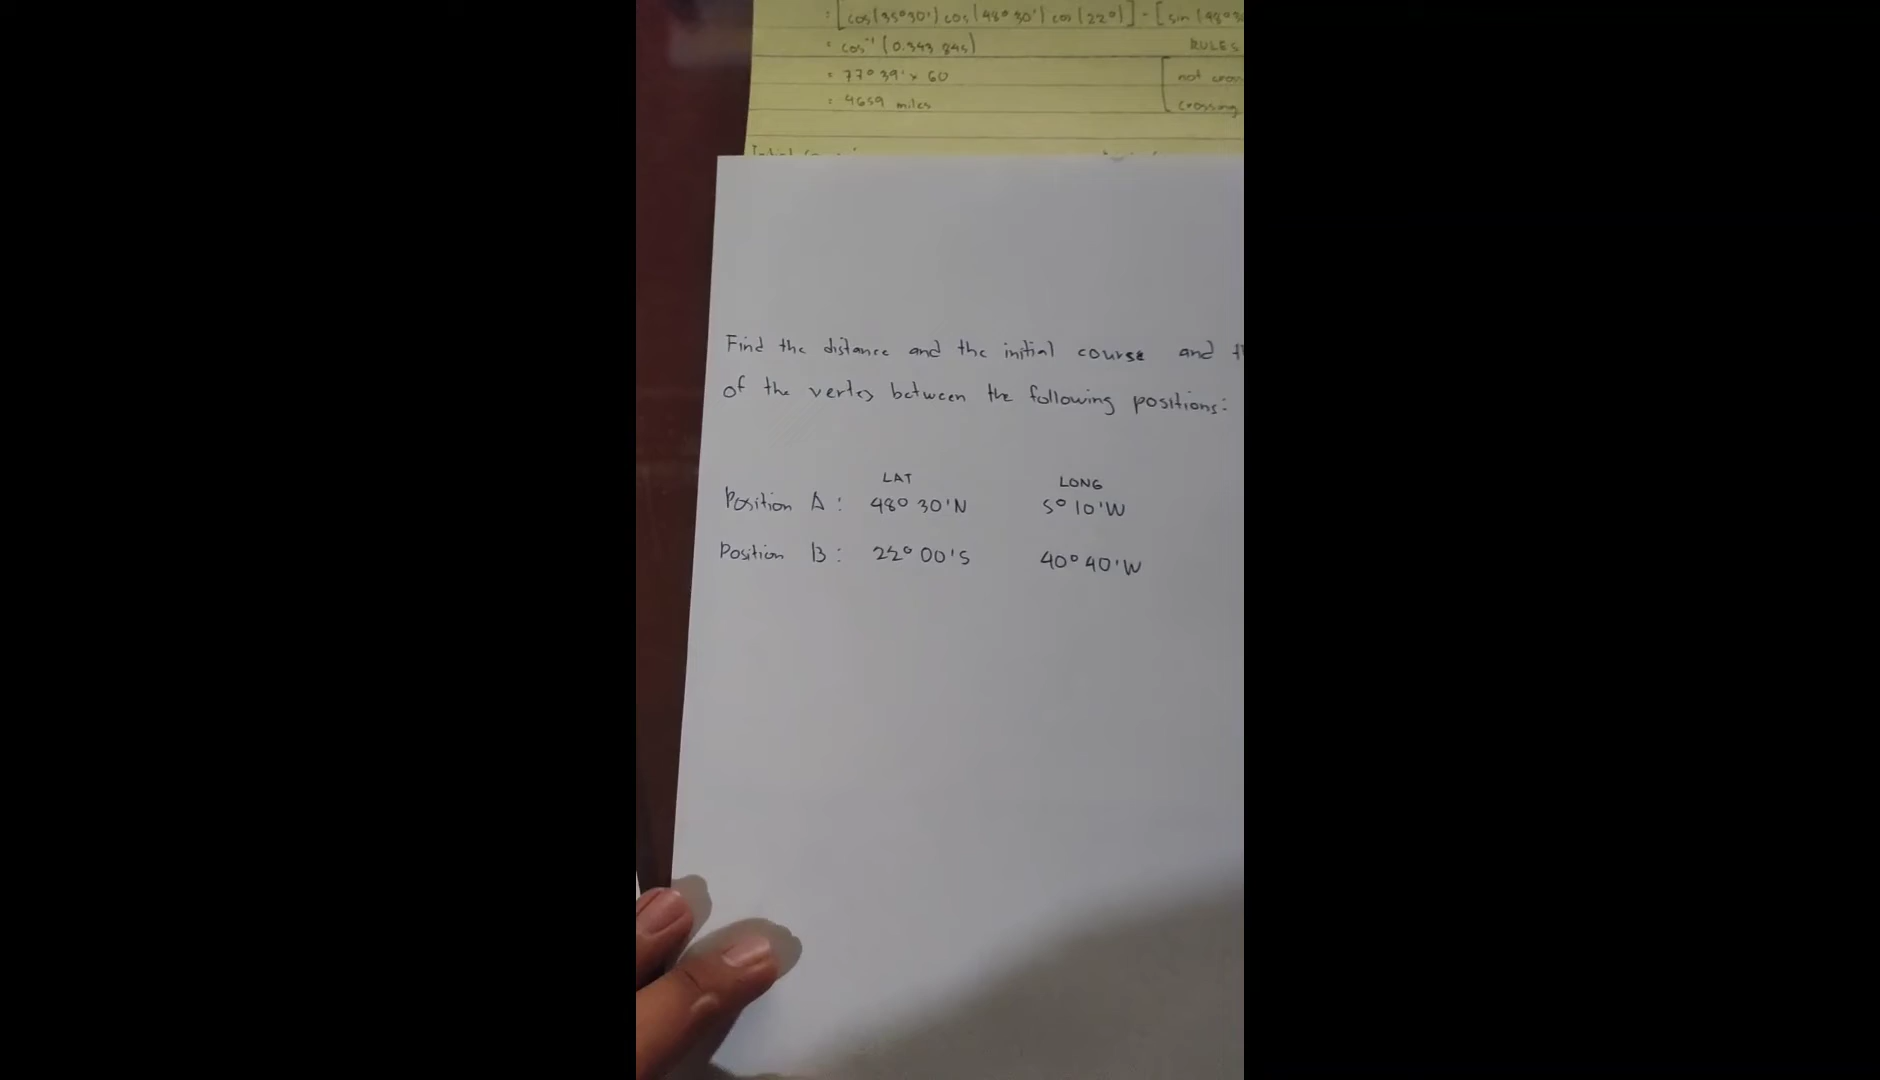 = [cos(35°30') cos(48°30') cos(22°)] - [sin(48°3
= cos⁻¹(0.343 845)
RULES
= 77°39' x 60
not cross
= 4659 miles
crossing
Find the distance and the initial course and
of the vertex between the following positions:
LAT LONG
Position A : 48° 30'N 5° 10'W
Position B : 22° 00'S 40° 40'W